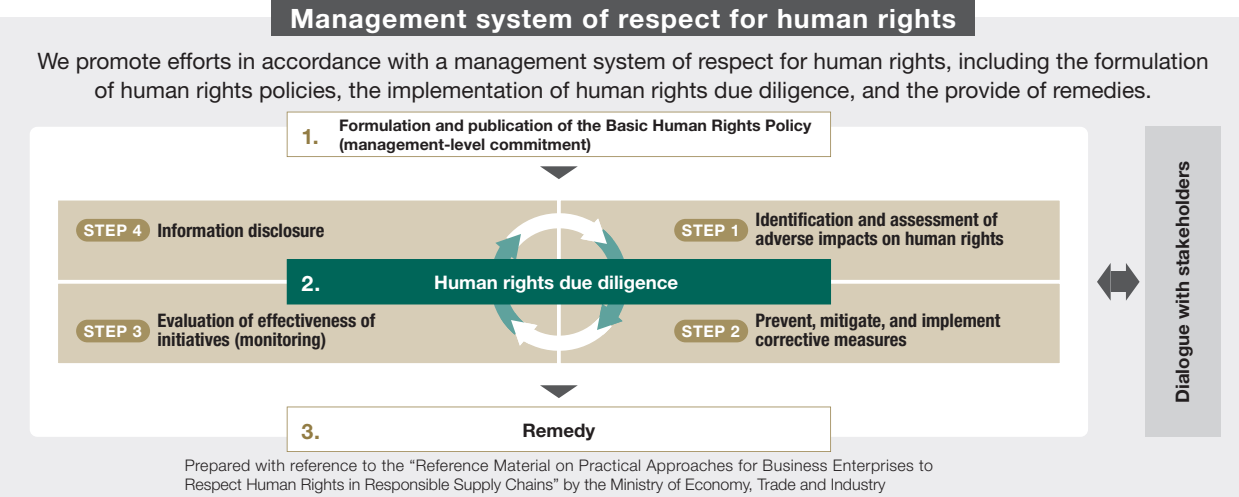 Management system of respect for human rights
We promote efforts in accordance with a management system of respect for human rights, including the formulation
of human rights policies, the implementation of human rights due diligence, and the provide of remedies.
1. Formulation and publication of the Basic Human Rights Policy
(management-level commitment)
STEP 4 Information disclosure
STEP 1 Identification and assessment of
adverse impacts on human rights
2. Human rights due diligence
STEP 3 Evaluation of effectiveness of
initiatives (monitoring)
STEP 2 Prevent, mitigate, and implement
corrective measures
3. Remedy
Dialogue with stakeholders
Prepared with reference to the “Reference Material on Practical Approaches for Business Enterprises to
Respect Human Rights in Responsible Supply Chains” by the Ministry of Economy, Trade and Industry